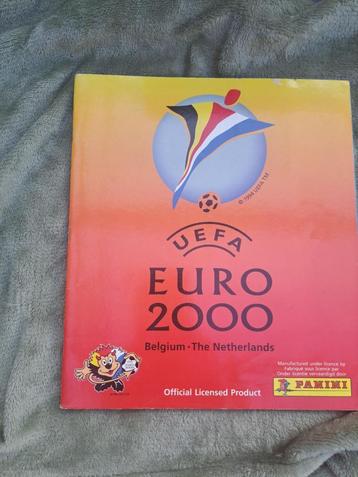 © 1998 UEFA TM
UEFA
EURO
2000
Belgium • The Netherlands
Manufactured under licence by
Fabriqué sous licence par
Onder licentie vervaardigd door
PANINI
Official Licensed Product